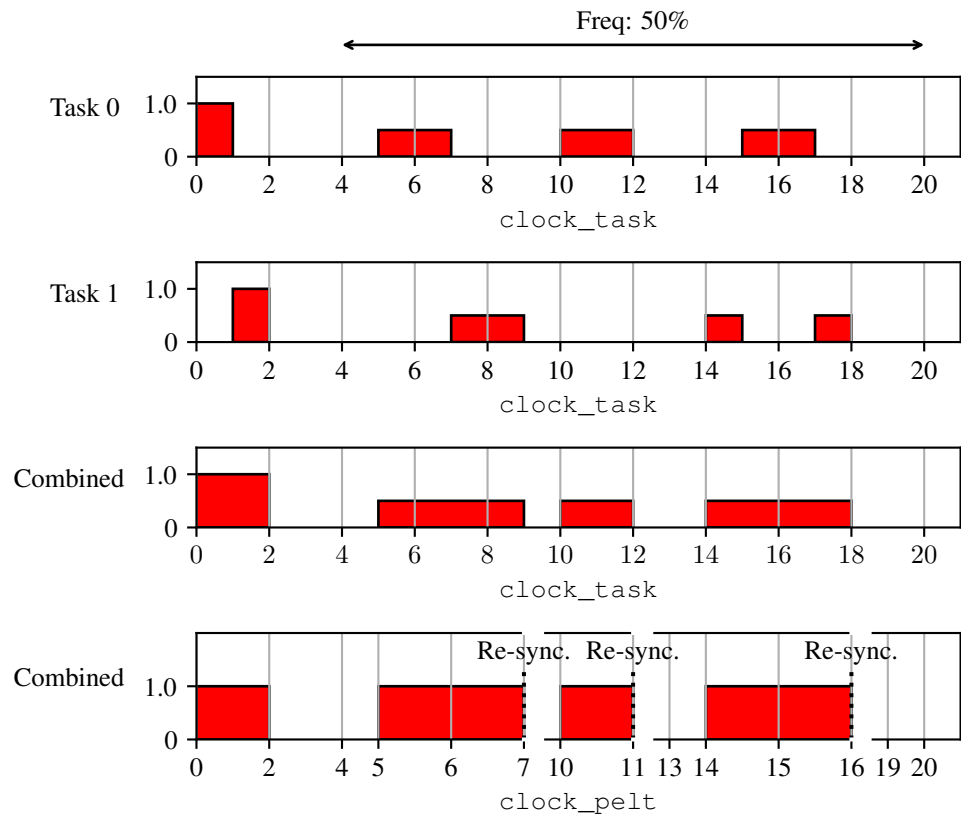 Freq: 50%
Task 0
1.0
0
0 2 4 6 8 10 12 14 16 18 20
clock_task
Task 1
1.0
0
0 2 4 6 8 10 12 14 16 18 20
clock_task
Combined
1.0
0
0 2 4 6 8 10 12 14 16 18 20
clock_task
Re-sync. Re-sync. Re-sync.
Combined
1.0
0
0 2 4 5 6 7 10 11 13 14 15 16 19 20
clock_pelt